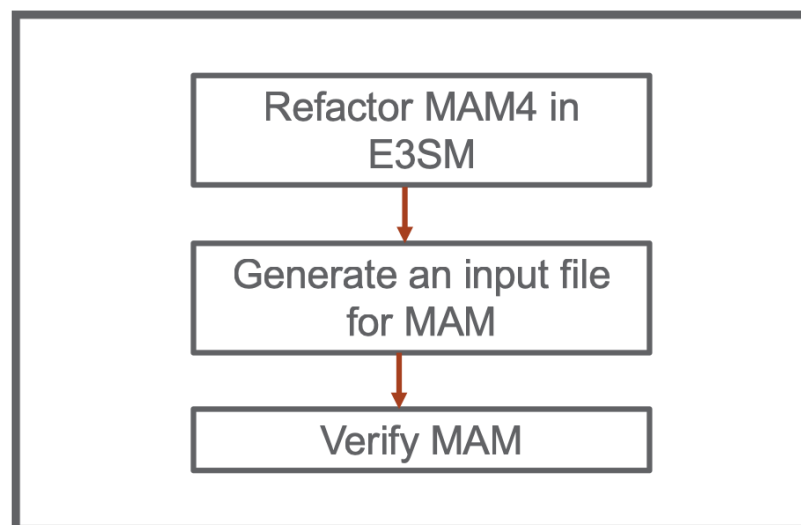 Refactor MAM4 in
E3SM
Generate an input file
for MAM
Verify MAM